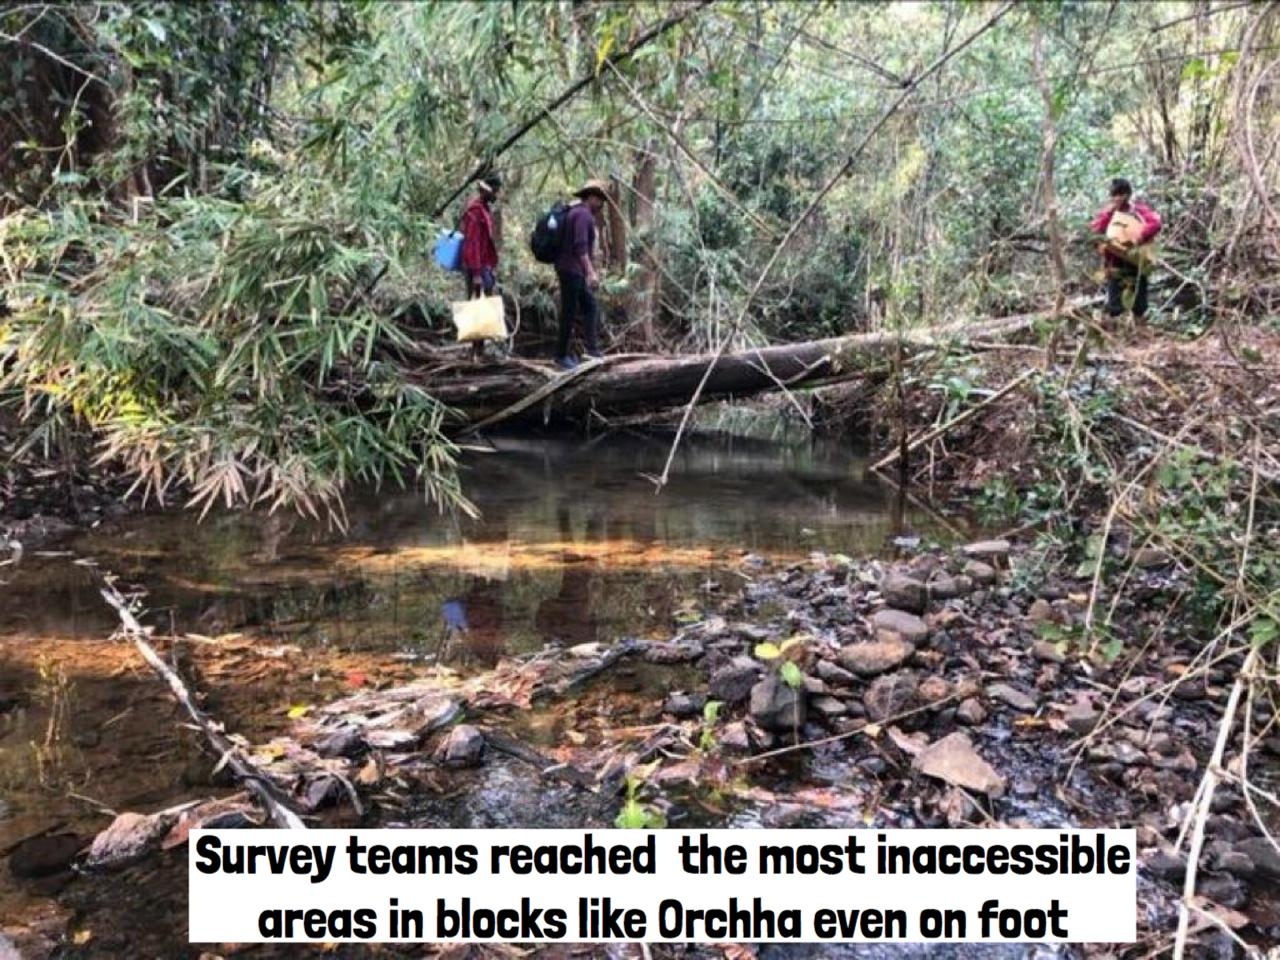 Survey teams reached  the most inaccessible
areas in blocks like Orchha even on foot